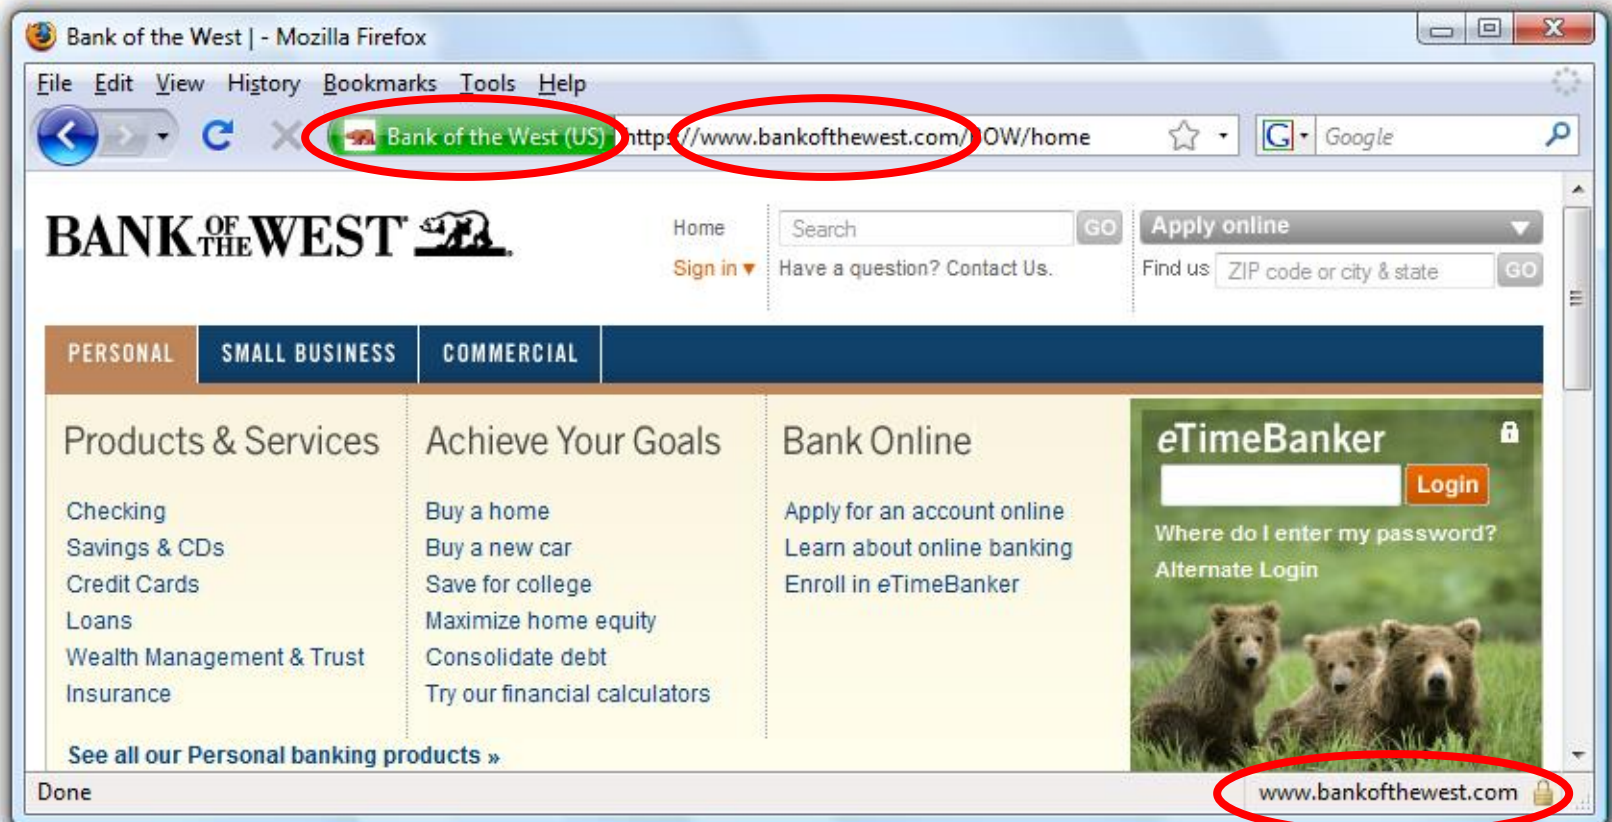 Bank of the West | - Mozilla Firefox
File Edit View History Bookmarks Tools Help
Bank of the West (US) https://www.bankofthewest.com/BOW/home G Google
BANK OF THE WEST
Home Search GO Apply online
Sign in ▾ Have a question? Contact Us. Find us ZIP code or city & state GO
PERSONAL SMALL BUSINESS COMMERCIAL
Products & Services Achieve Your Goals Bank Online eTimeBanker
Login
Checking Buy a home Apply for an account online
Where do I enter my password?
Savings & CDs Buy a new car Learn about online banking
Alternate Login
Credit Cards Save for college Enroll in eTimeBanker
Loans Maximize home equity
Wealth Management & Trust Consolidate debt
Insurance Try our financial calculators
See all our Personal banking products »
Done www.bankofthewest.com